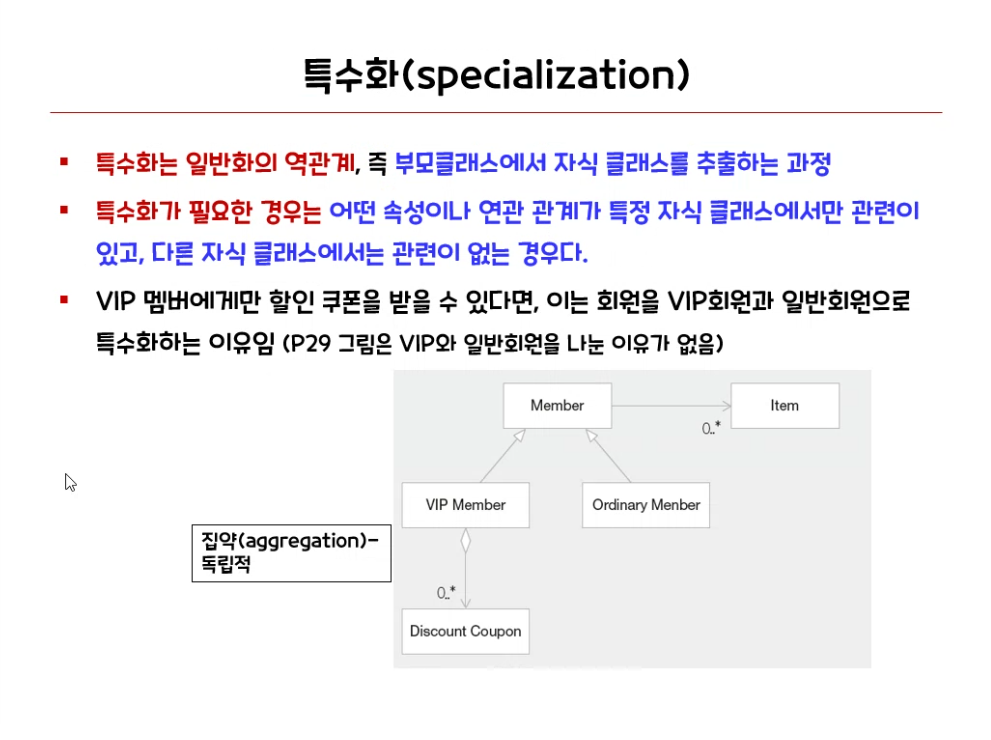 특수화(specialization)
▪ 특수화는 일반화의 역관계, 즉 부모클래스에서 자식 클래스를 추출하는 과정
▪ 특수화가 필요한 경우는 어떤 속성이나 연관 관계가 특정 자식 클래스에서만 관련이
있고, 다른 자식 클래스에서는 관련이 없는 경우다.
▪ VIP 멤버에게만 할인 쿠폰을 받을 수 있다면, 이는 회원을 VIP회원과 일반회원으로
특수화하는 이유임 (P29 그림은 VIP와 일반회원을 나눈 이유가 없음)
Member
Item
0..*
VIP Member
Ordinary Menber
집약(aggregation)-
독립적
0..*
Discount Coupon